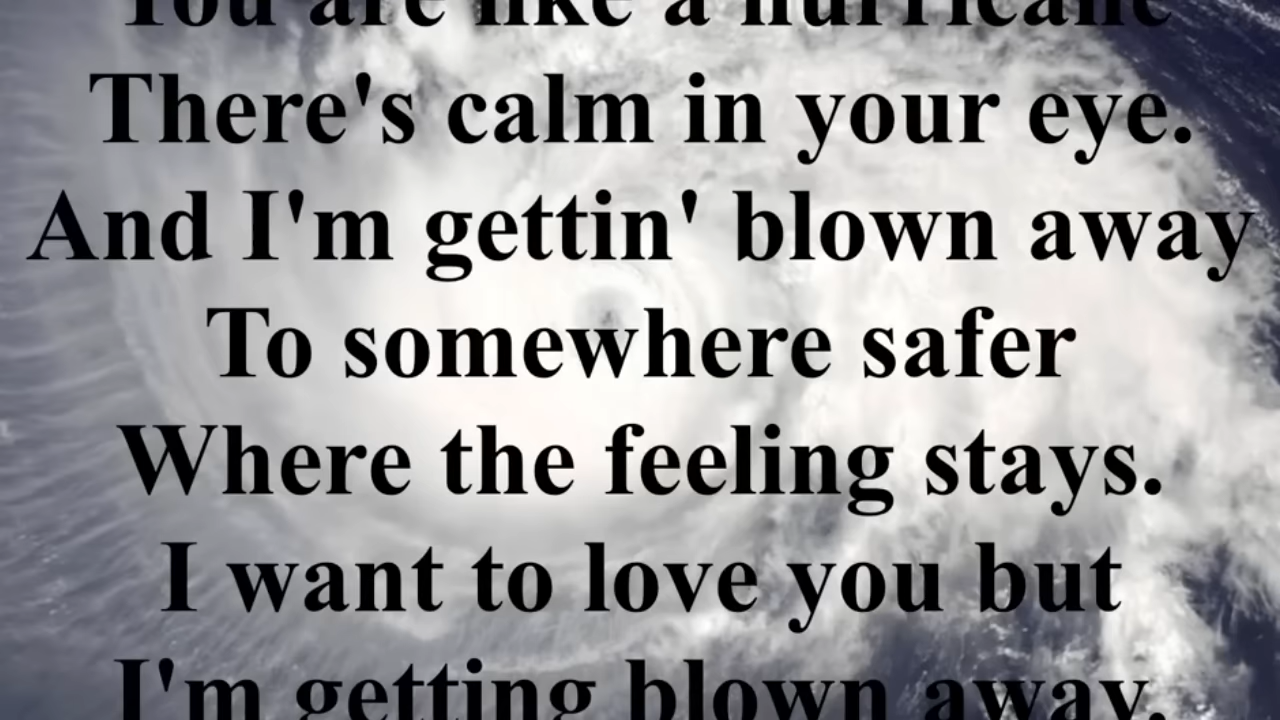 You are like a hurricane
There's calm in your eye.
And I'm gettin' blown away
To somewhere safer
Where the feeling stays.
I want to love you but
I'm getting blown away.